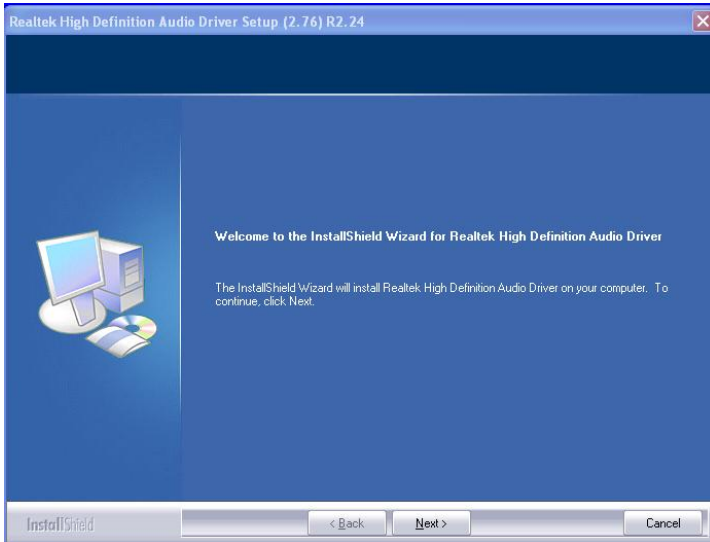 Realtek High Definition Audio Driver Setup (2.76) R2.24
Welcome to the InstallShield Wizard for Realtek High Definition Audio Driver
The InstallShield Wizard will install Realtek High Definition Audio Driver on your computer. To
continue, click Next.
InstallShield
< Back Next > Cancel